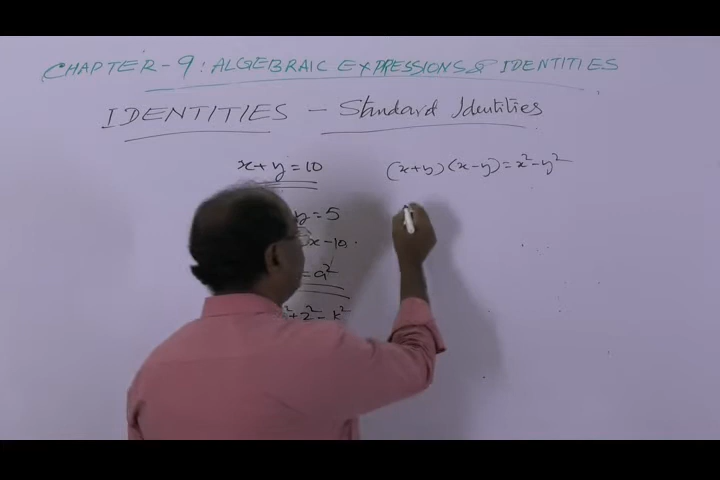 CHAPTER-9: ALGEBRAIC EXPRESSIONS & IDENTITIES
IDENTITIES - Standard Identities
x+y=10
(x+y)(x-y)=x²-y²
y=5
x-10.
=a²
²+z²-k²